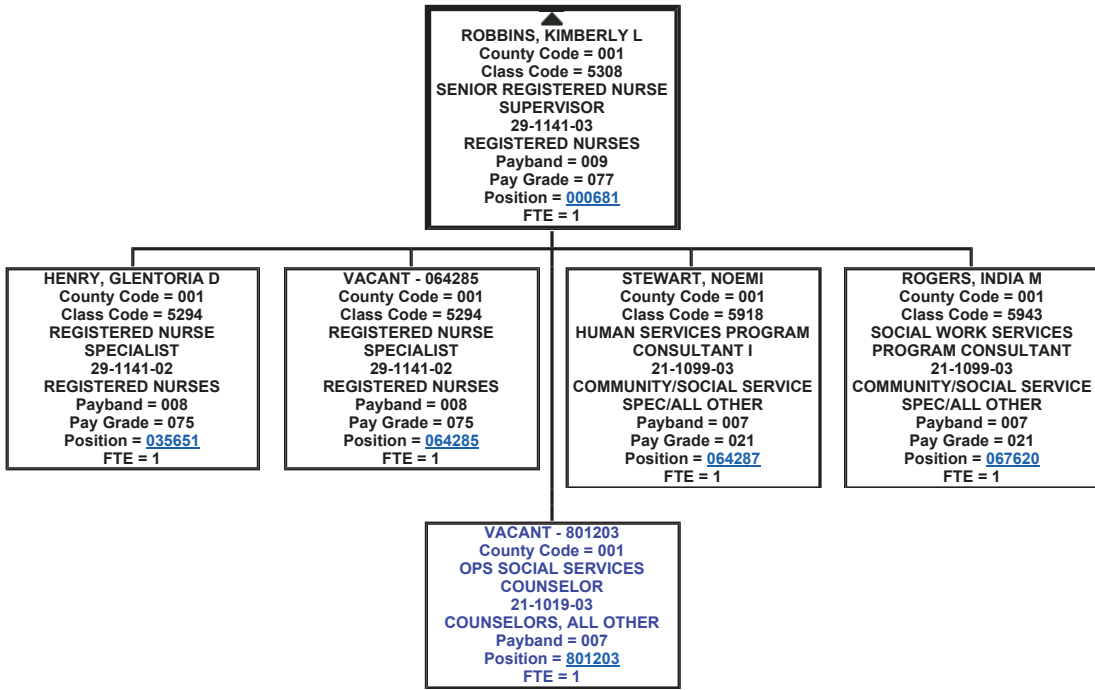 ROBBINS, KIMBERLY L
County Code = 001
Class Code = 5308
SENIOR REGISTERED NURSE
SUPERVISOR
29-1141-03
REGISTERED NURSES
Payband = 009
Pay Grade = 077
Position = 000681
FTE = 1
HENRY, GLENTORIA D
County Code = 001
Class Code = 5294
REGISTERED NURSE
SPECIALIST
29-1141-02
REGISTERED NURSES
Payband = 008
Pay Grade = 075
Position = 035651
FTE = 1
VACANT - 064285
County Code = 001
Class Code = 5294
REGISTERED NURSE
SPECIALIST
29-1141-02
REGISTERED NURSES
Payband = 008
Pay Grade = 075
Position = 064285
FTE = 1
STEWART, NOEMI
County Code = 001
Class Code = 5918
HUMAN SERVICES PROGRAM
CONSULTANT I
21-1099-03
COMMUNITY/SOCIAL SERVICE
SPEC/ALL OTHER
Payband = 007
Pay Grade = 021
Position = 064287
FTE = 1
ROGERS, INDIA M
County Code = 001
Class Code = 5943
SOCIAL WORK SERVICES
PROGRAM CONSULTANT
21-1099-03
COMMUNITY/SOCIAL SERVICE
SPEC/ALL OTHER
Payband = 007
Pay Grade = 021
Position = 067620
FTE = 1
VACANT - 801203
County Code = 001
OPS SOCIAL SERVICES
COUNSELOR
21-1019-03
COUNSELORS, ALL OTHER
Payband = 007
Position = 801203
FTE = 1